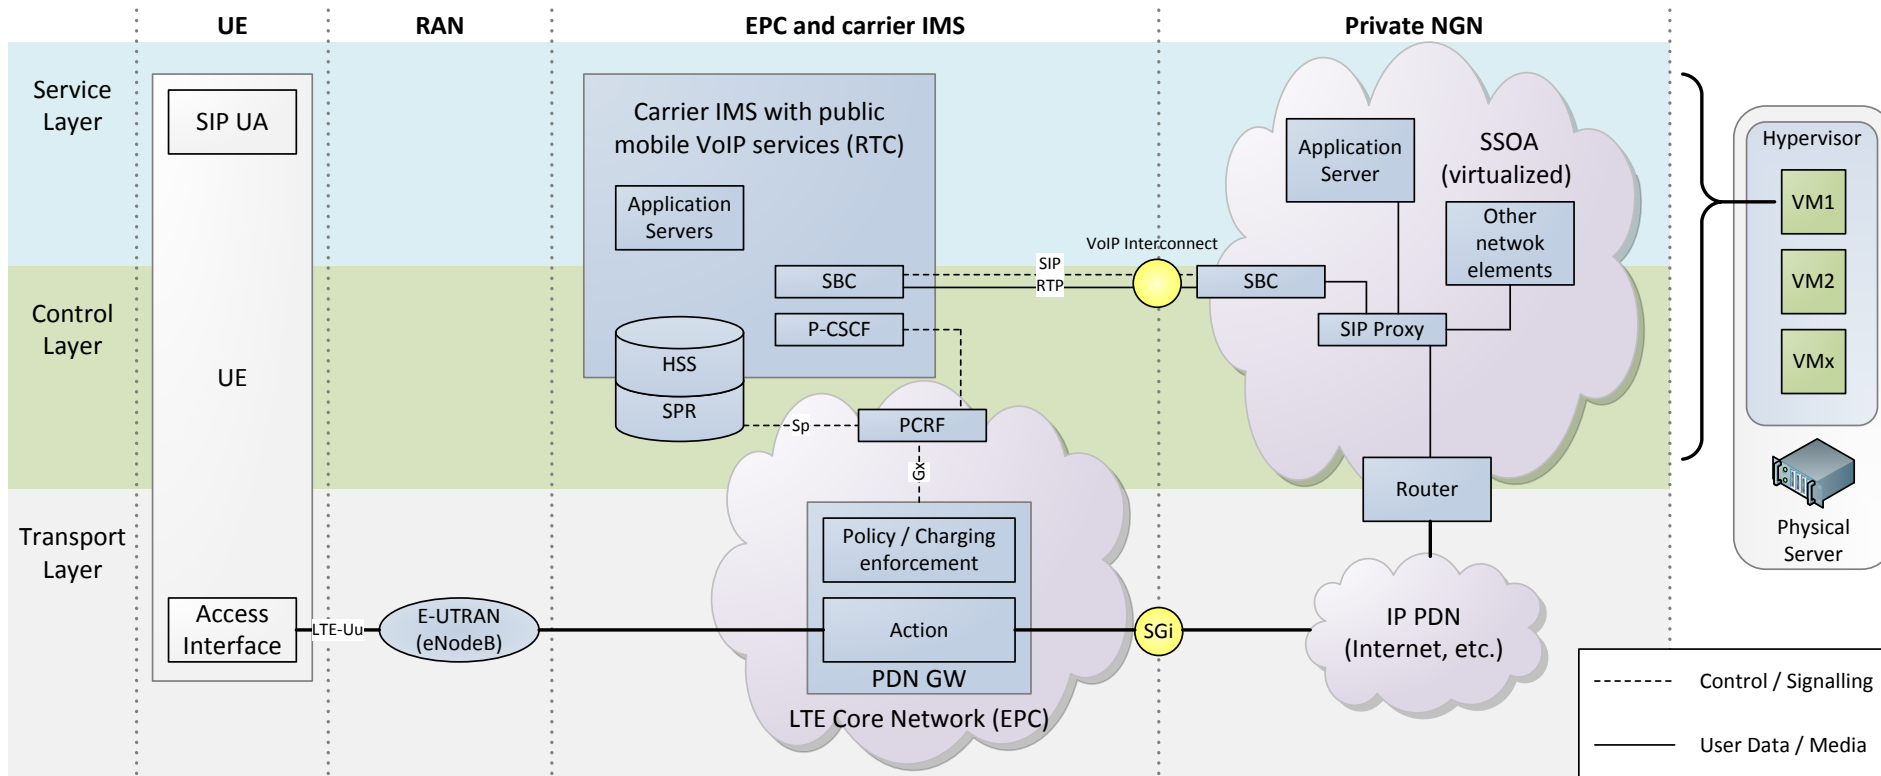 UE
RAN
EPC and carrier IMS
Private NGN
Service
Layer
SIP UA
Carrier IMS with public
mobile VoIP services (RTC)
Application
Servers
Application
Server
SSOA
(virtualized)
Other
netwok
elements
Hypervisor
VM1
VM2
VMx
Physical
Server
VoIP Interconnect
SIP
RTP
SBC
SBC
Control
Layer
UE
P-CSCF
SIP Proxy
HSS
SPR
Sp
PCRF
Gx
Router
Transport
Layer
Policy / Charging
enforcement
Access
Interface
LTE-Uu
E-UTRAN
(eNodeB)
Action
PDN GW
LTE Core Network (EPC)
SGi
IP PDN
(Internet, etc.)
Control / Signalling
User Data / Media